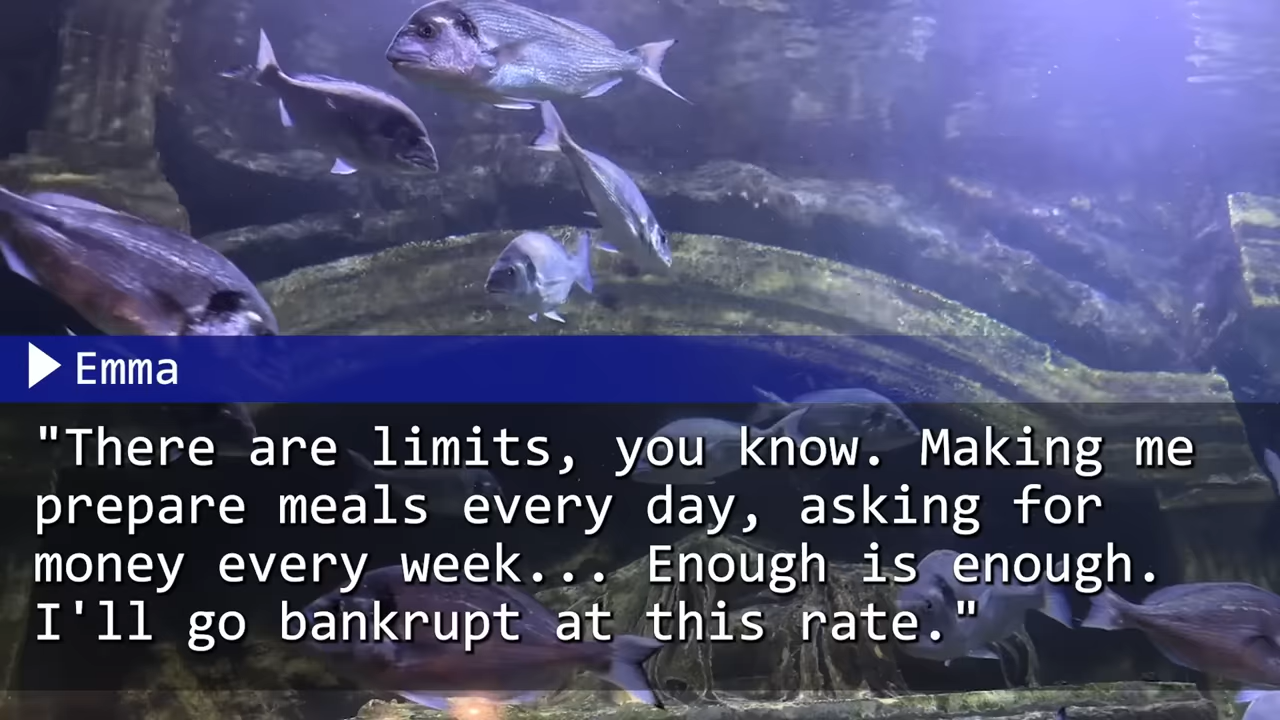 Emma
"There are limits, you know. Making me
prepare meals every day, asking for
money every week... Enough is enough.
I'll go bankrupt at this rate."